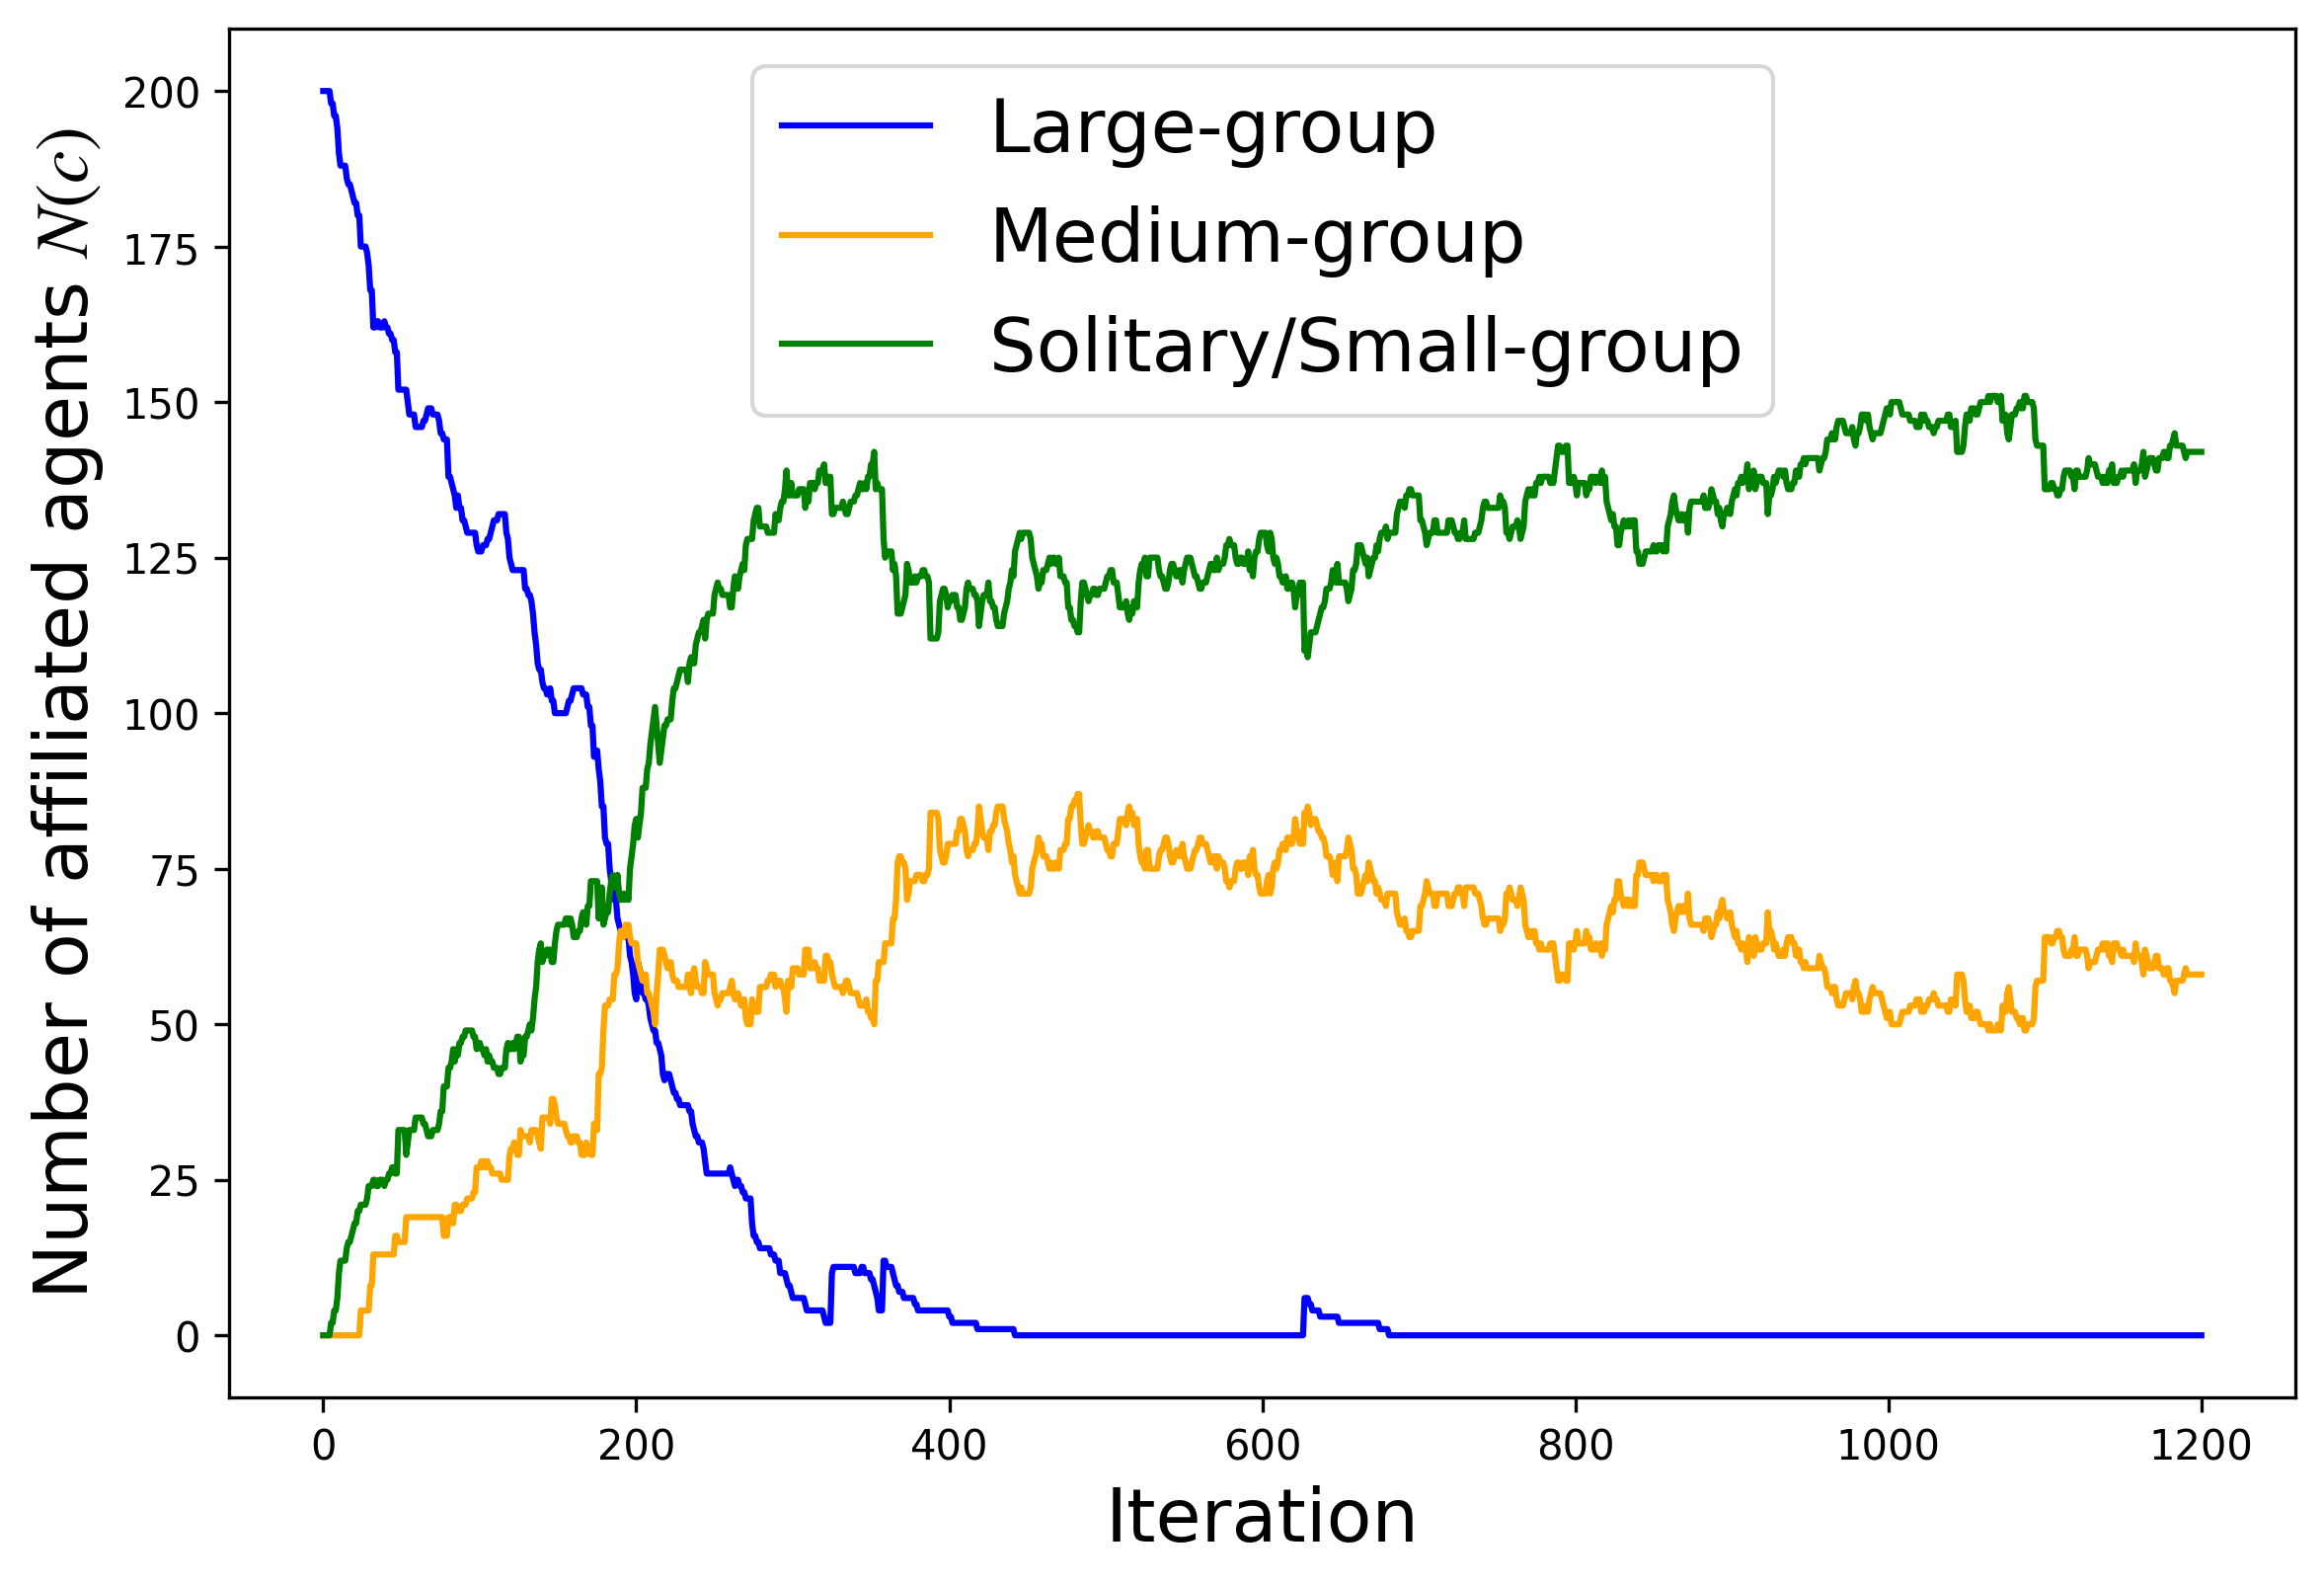 Number of affiliated agents N(c)
200
175
150
125
100
75
50
25
0
Large-group
Medium-group
Solitary/Small-group
0 200 400 600 800 1000 1200
Iteration